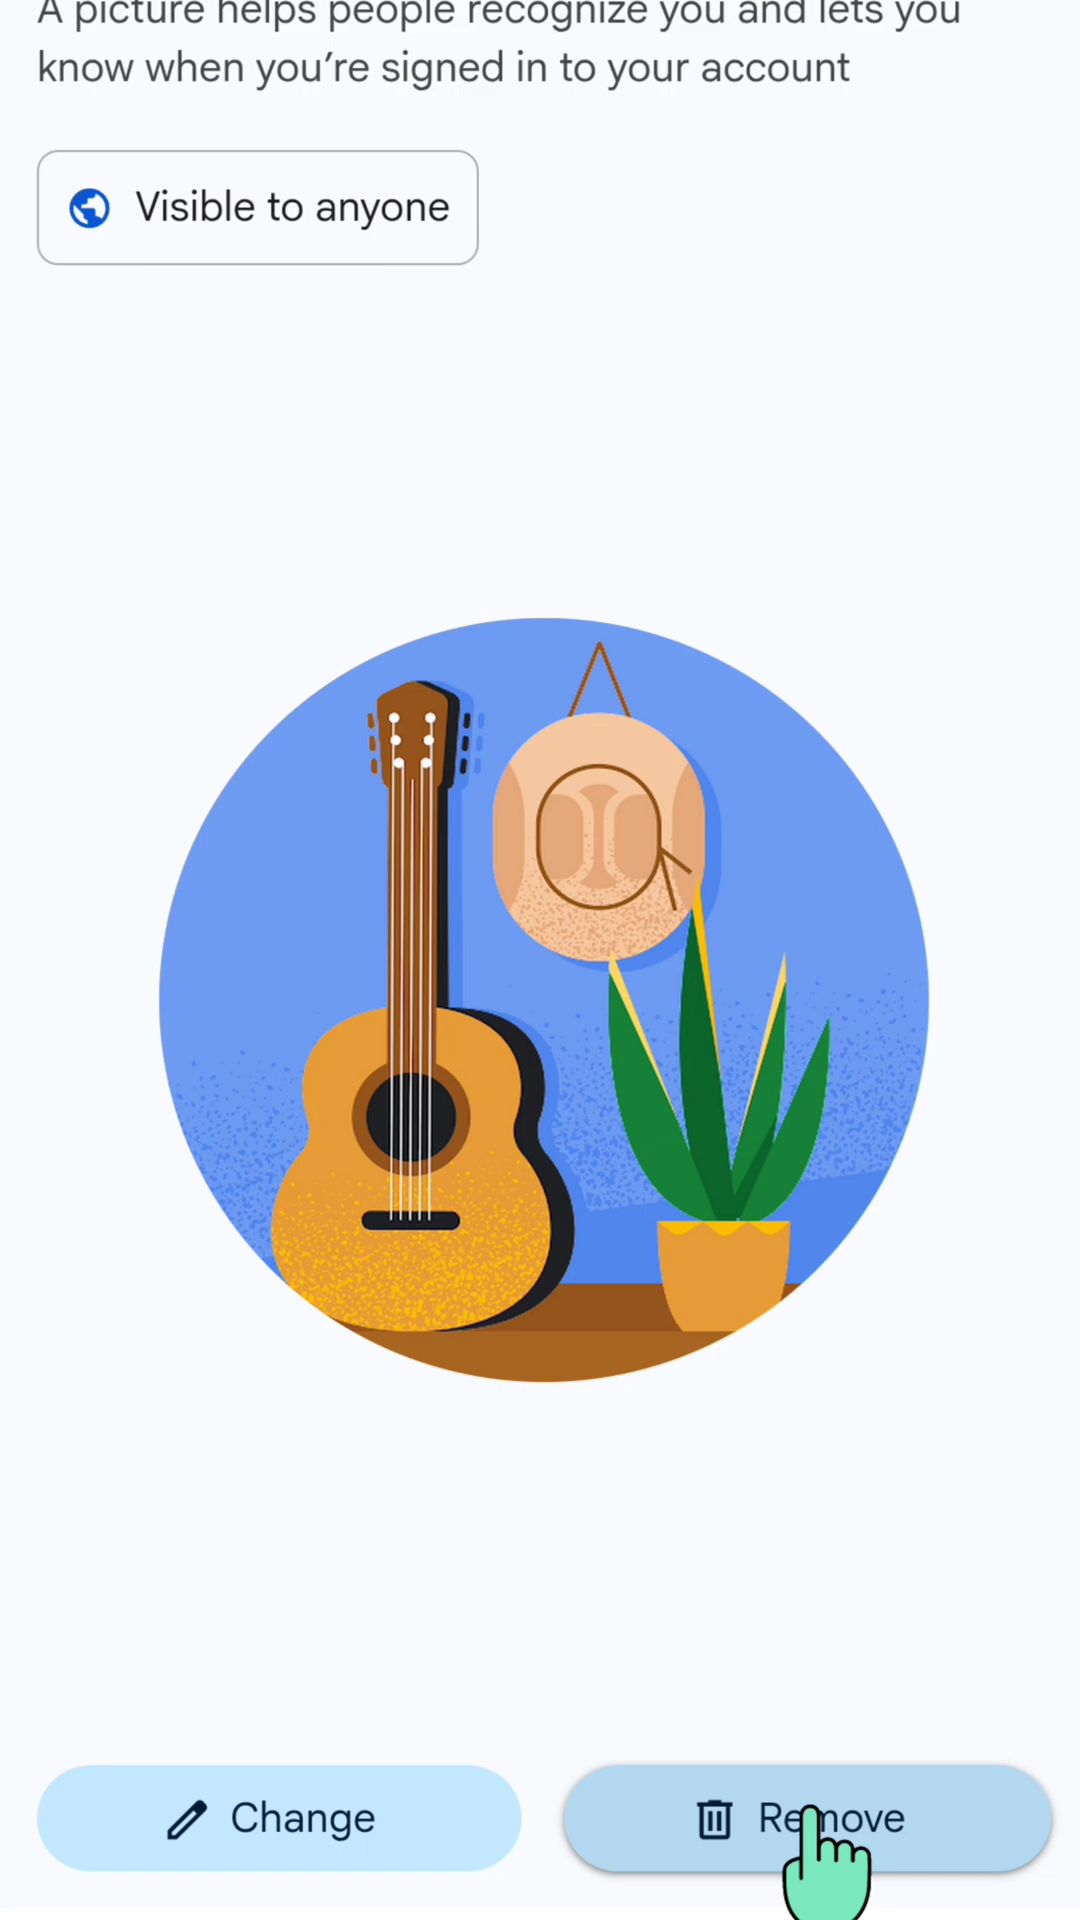 A picture helps people recognize you and lets you
know when you’re signed in to your account
Visible to anyone
Change
Remove